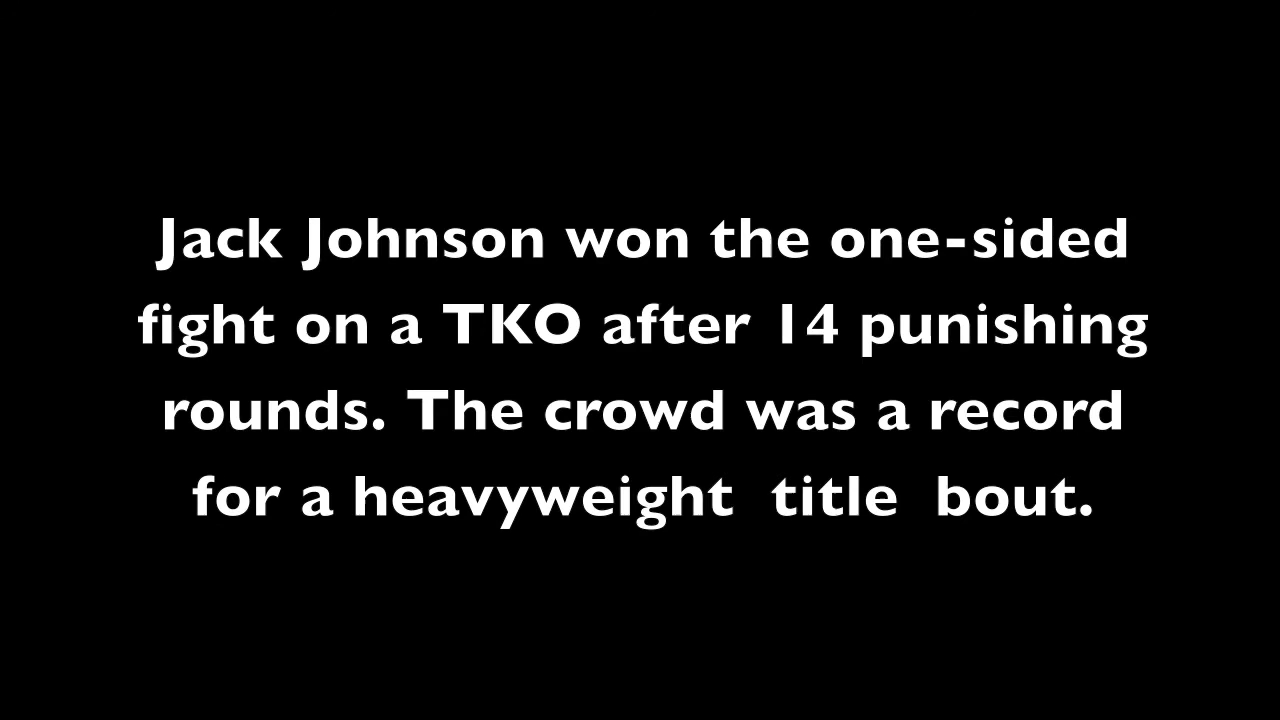 Jack Johnson won the one-sided
fight on a TKO after 14 punishing
rounds. The crowd was a record
for a heavyweight title bout.